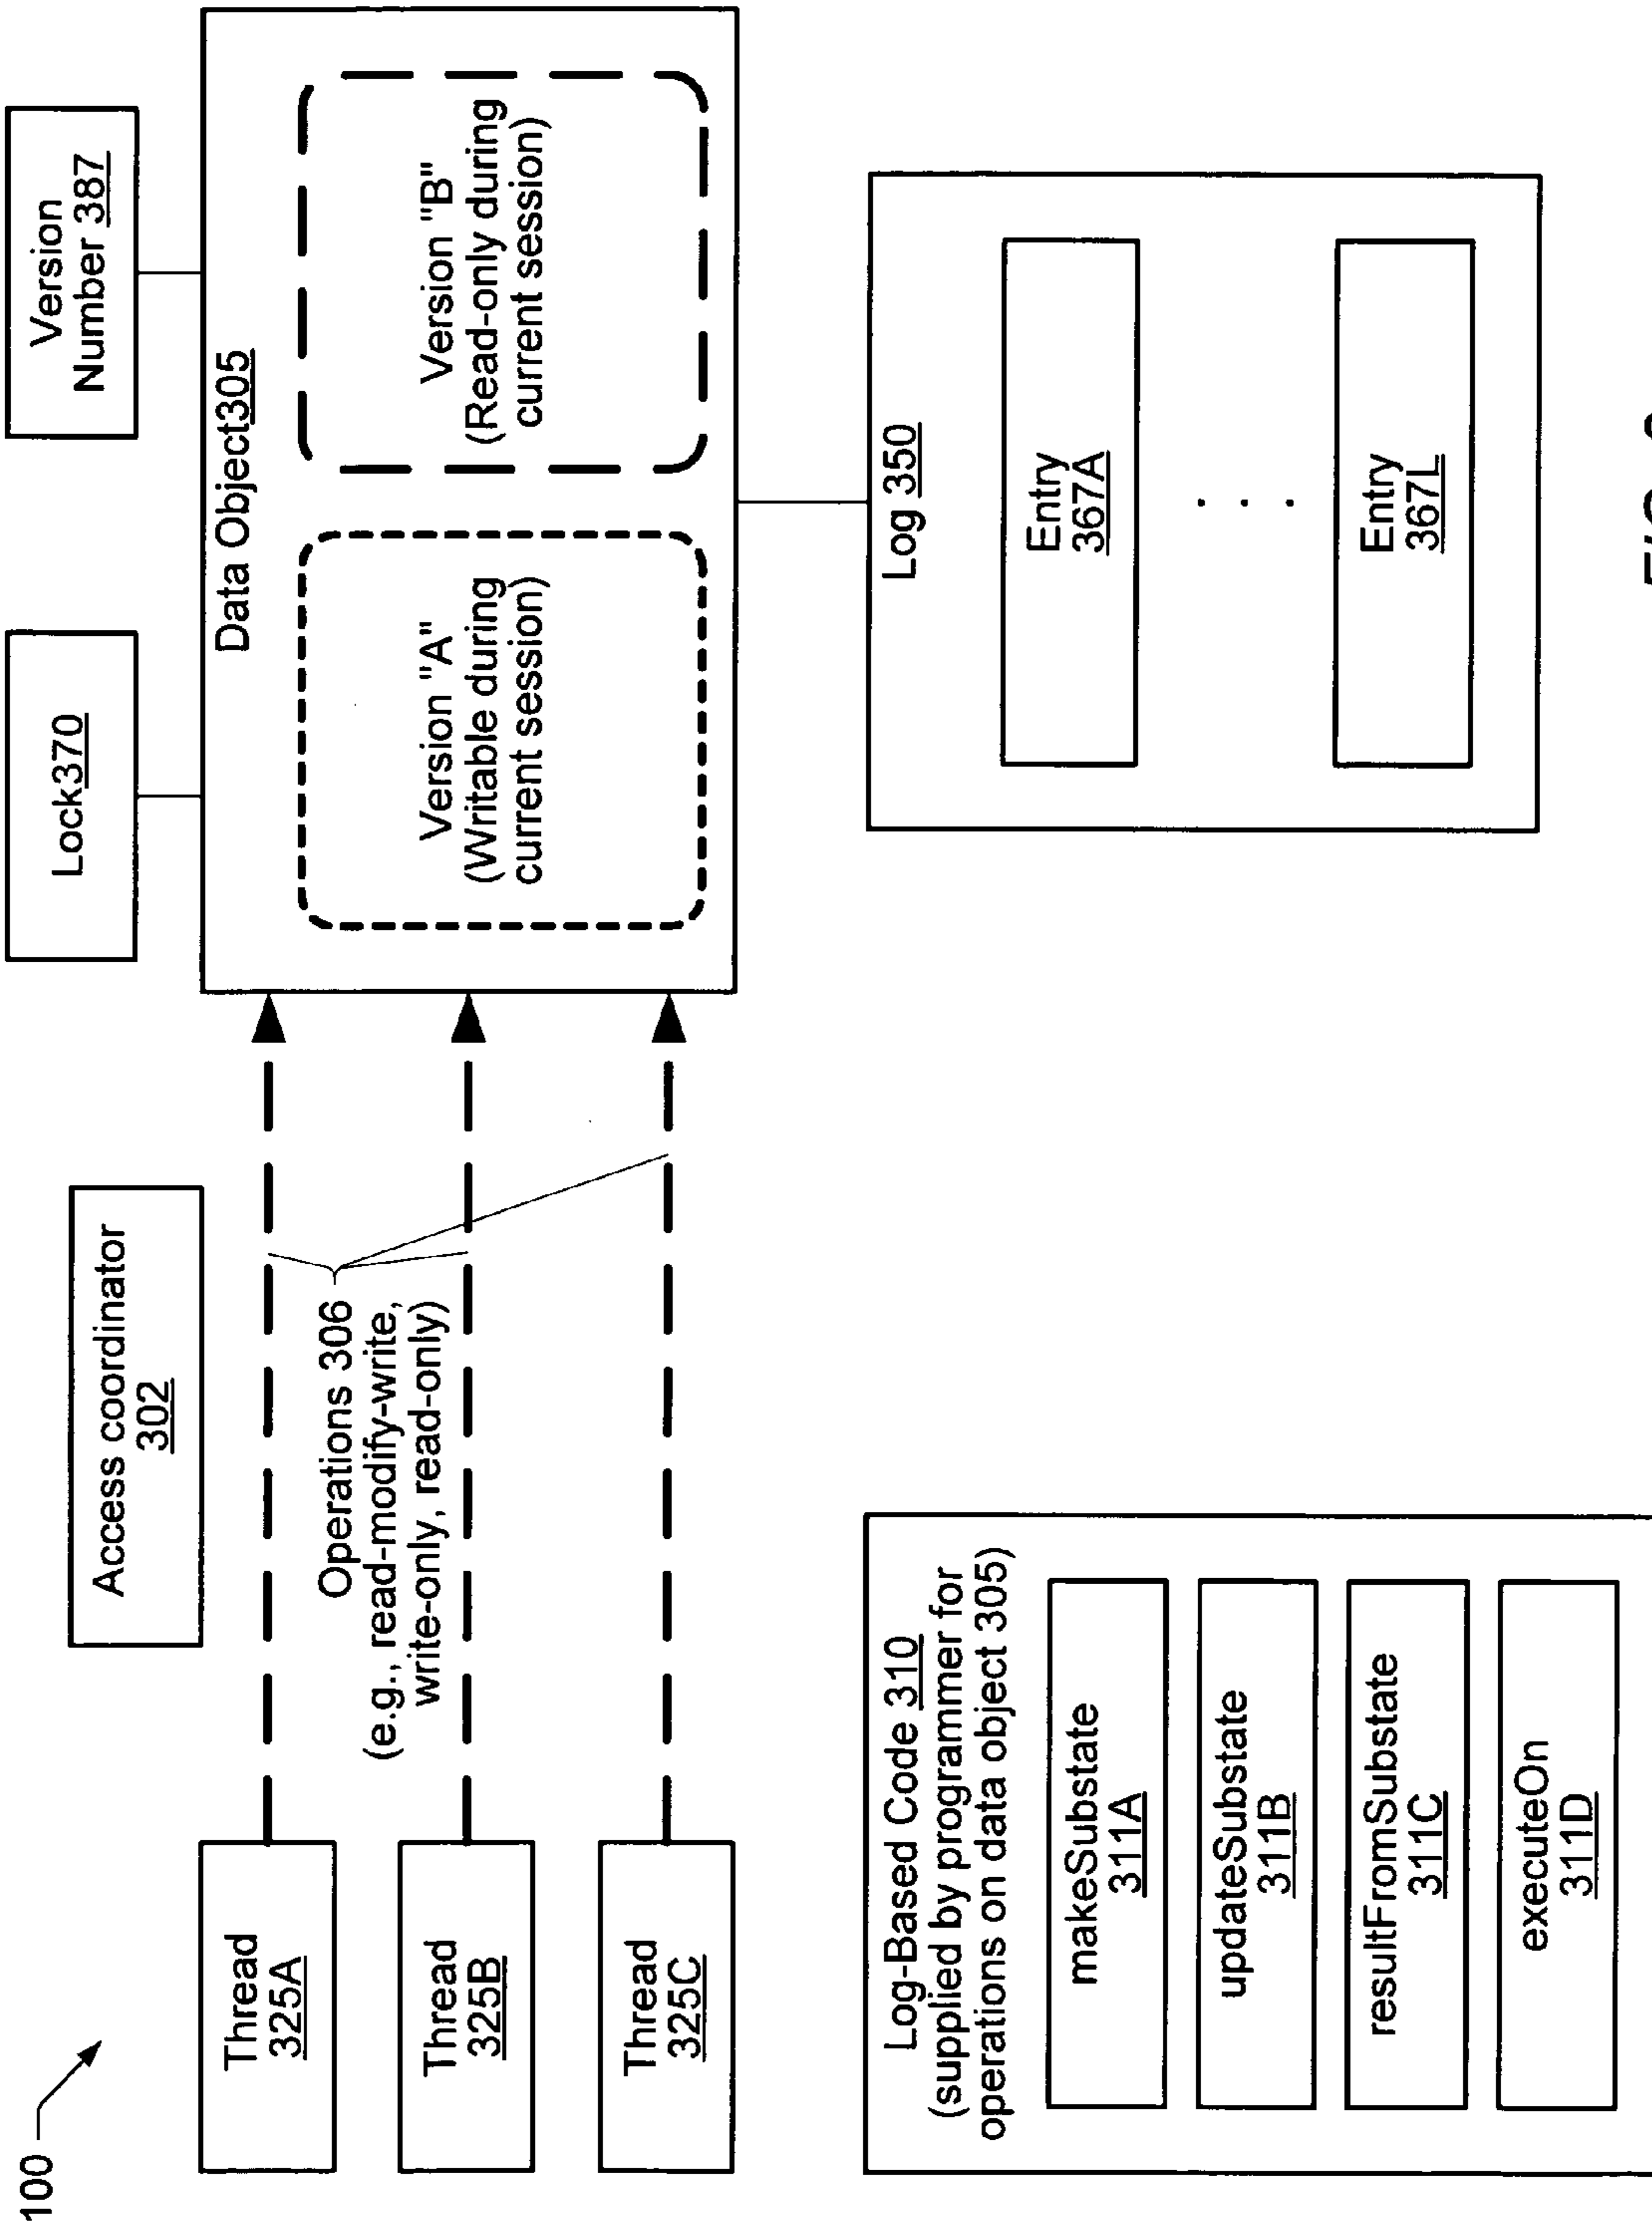 100
Thread
325A
Thread
325B
Thread
325C
Access coordinator
302
Operations 306
(e.g., read-modify-write,
write-only, read-only)
Lock370
Version
Number 387
Data Object305
Version "A"
(Writable during
current session)
Version "B"
(Read-only during
current session)
Log-Based Code 310
(supplied by programmer for
operations on data object 305)
makeSubstate
311A
updateSubstate
311B
resultFromSubstate
311C
executeOn
311D
Log 350
Entry
367A
. . .
Entry
367L